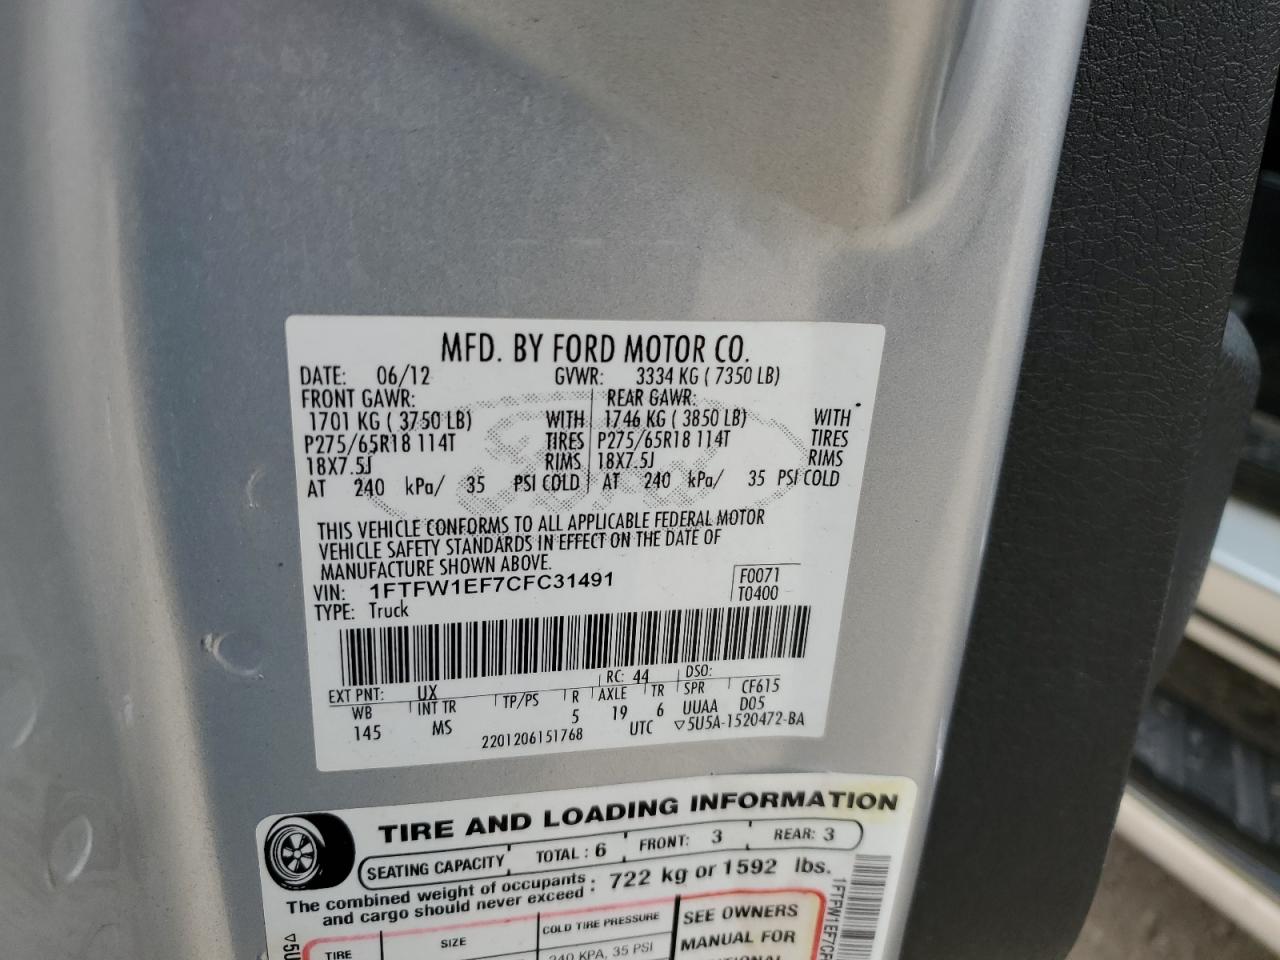 MFD. BY FORD MOTOR CO.
DATE: 06/12 GVWR: 3334 KG ( 7350 LB)
FRONT GAWR: REAR GAWR:
1701 KG ( 3750 LB) WITH 1746 KG ( 3850 LB) WITH
P275/65R18 114T TIRES P275/65R18 114T TIRES
18X7.5J RIMS 18X7.5J RIMS
AT 240 kPa/ 35 PSI COLD AT 240 kPa/ 35 PSI COLD
THIS VEHICLE CONFORMS TO ALL APPLICABLE FEDERAL MOTOR
VEHICLE SAFETY STANDARDS IN EFFECT ON THE DATE OF
MANUFACTURE SHOWN ABOVE.
VIN: 1FTFW1EF7CFC31491 F0071
TYPE: Truck T0400
EXT PNT: UX RC: 44 DSO:
WB INT TR TP/PS R AXLE TR SPR CF615
145 MS 5 19 6 UUAA D05
2201206151768 UTC ▽5U5A-1520472-BA
TIRE AND LOADING INFORMATION
SEATING CAPACITY TOTAL : 6 FRONT: 3 REAR: 3
The combined weight of occupants : 722 kg or 1592 lbs.
and cargo should never exceed
TIRE SIZE COLD TIRE PRESSURE SEE OWNERS
240 KPA, 35 PSI MANUAL FOR
▽5U
1FTFW1EF7CF